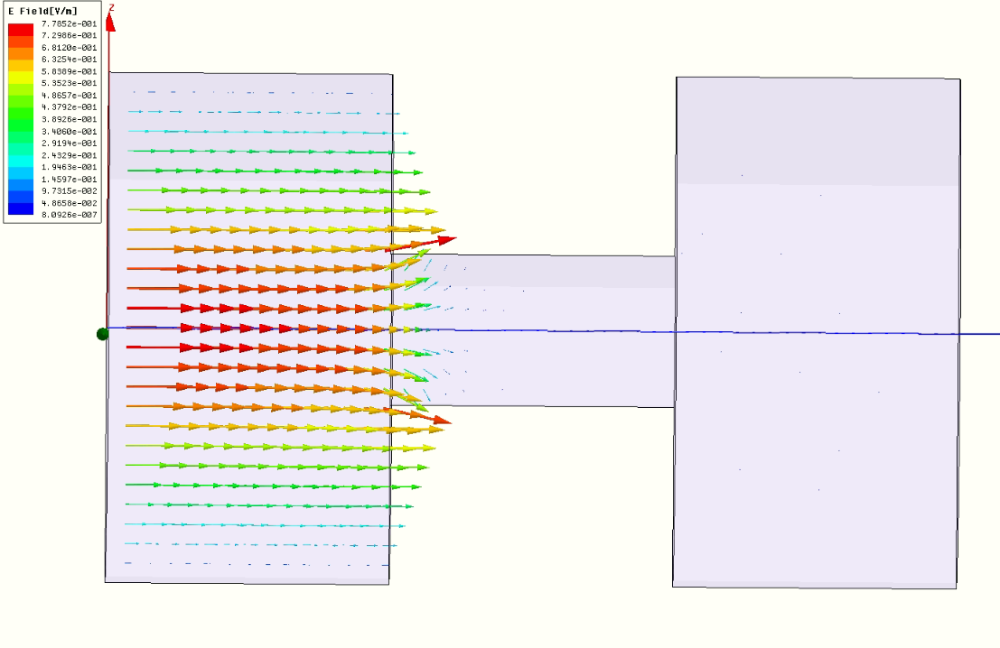 E Field[V/m]
7.7852e-001
7.2986e-001
6.8120e-001
6.3254e-001
5.8389e-001
5.3523e-001
4.8657e-001
4.3792e-001
3.8926e-001
3.4060e-001
2.9194e-001
2.4329e-001
1.9463e-001
1.4597e-001
9.7315e-002
4.8658e-002
8.0926e-007
Z